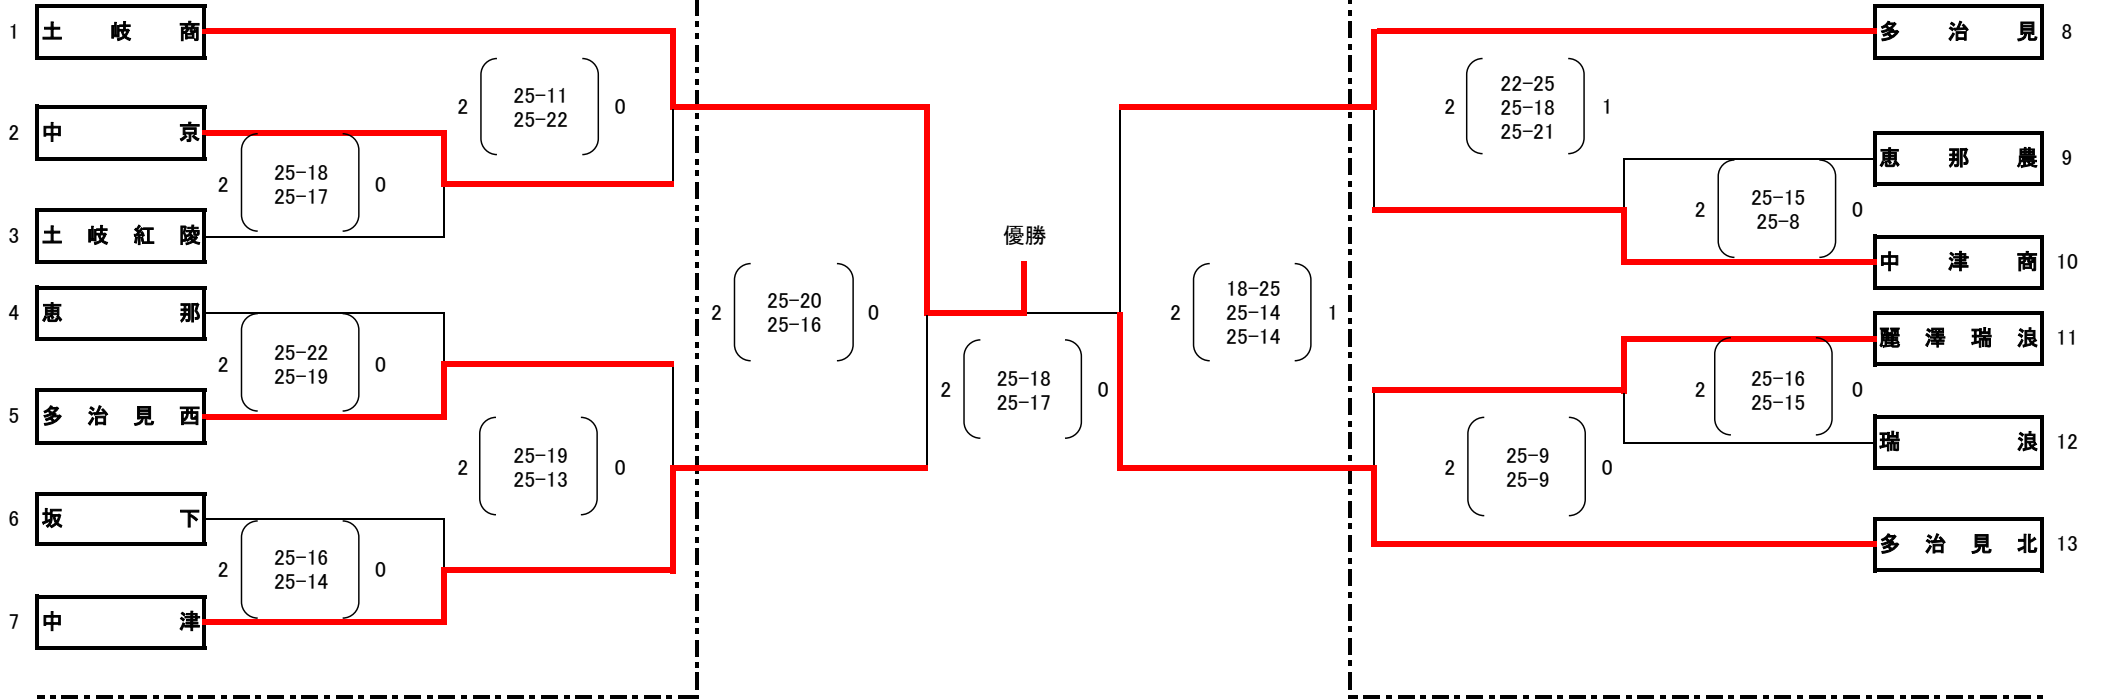 1 土岐商
2 中京
3 土岐紅陵
4 恵那
5 多治見西
6 坂下
7 中津
2 25-18 0
25-17
2 25-22 0
25-19
2 25-16 0
25-14
2 25-11 0
25-22
2 25-19 0
25-13
2 25-20 0
25-16
優勝
2 25-18 0
25-17
18-25
2 25-14 1
25-14
22-25
2 25-18 1
25-21
2 25-9 0
25-9
2 25-15 0
25-8
2 25-16 0
25-15
多治見 8
恵那農 9
中津商 10
麗澤瑞浪 11
瑞浪 12
多治見北 13